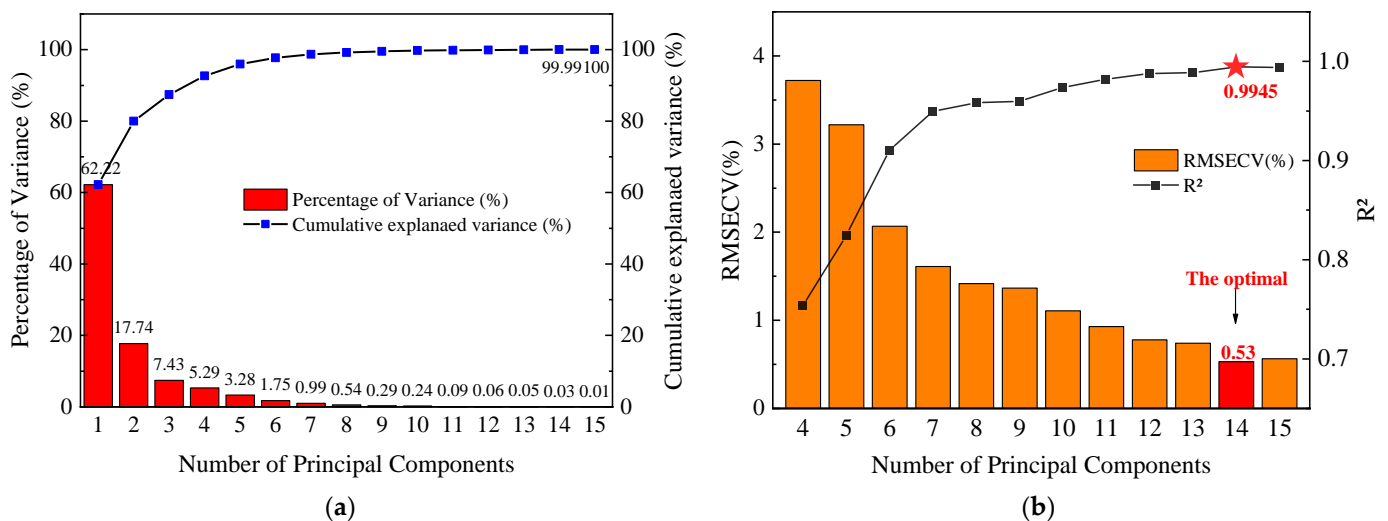 100
80
60
40
20
0
Percentage of Variance (%)
62.22
17.74
7.43
5.29
3.28
1.75
0.99
0.54
0.29
0.24
0.09
0.06
0.05
0.03
0.01
99.99
100
Percentage of Variance (%)
Cumulative explanaed variance (%)
100
80
60
40
20
0
Cumulative explanaed variance (%)
1 2 3 4 5 6 7 8 9 10 11 12 13 14 15
Number of Principal Components
(a)
4
3
2
1
0
RMSECV(%)
0.9945
RMSECV(%)
R²
The optimal
0.53
1.0
0.9
0.8
0.7
R²
4 5 6 7 8 9 10 11 12 13 14 15
Number of Principal Components
(b)